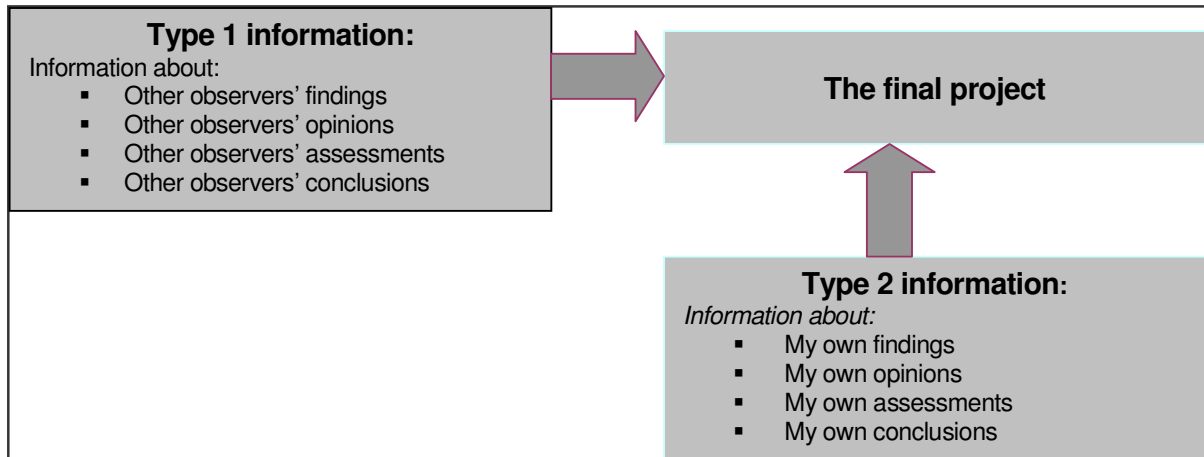 Type 1 information:
Information about:
▪ Other observers’ findings
▪ Other observers’ opinions
▪ Other observers’ assessments
▪ Other observers’ conclusions
The final project
Type 2 information:
Information about:
▪ My own findings
▪ My own opinions
▪ My own assessments
▪ My own conclusions